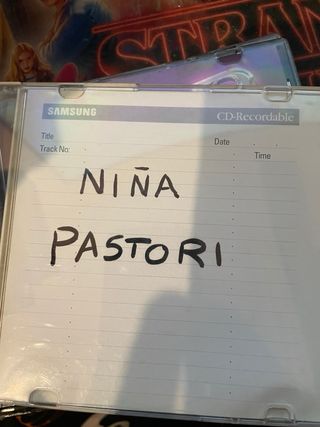 STRAN
SAMSUNG CD-Recordable
Title Date
Track No: Time
NIÑA
PASTORI